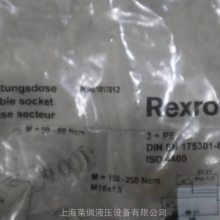 tungsdose
R901017012
ble socket
Rexro
se secteur
3 + PE
M = 50 - 60 Ncm
DIN EN 175301-8
ISO 4400
M = 150-250 Ncm
M16x1,5
上海莱佩液压设备有限公司